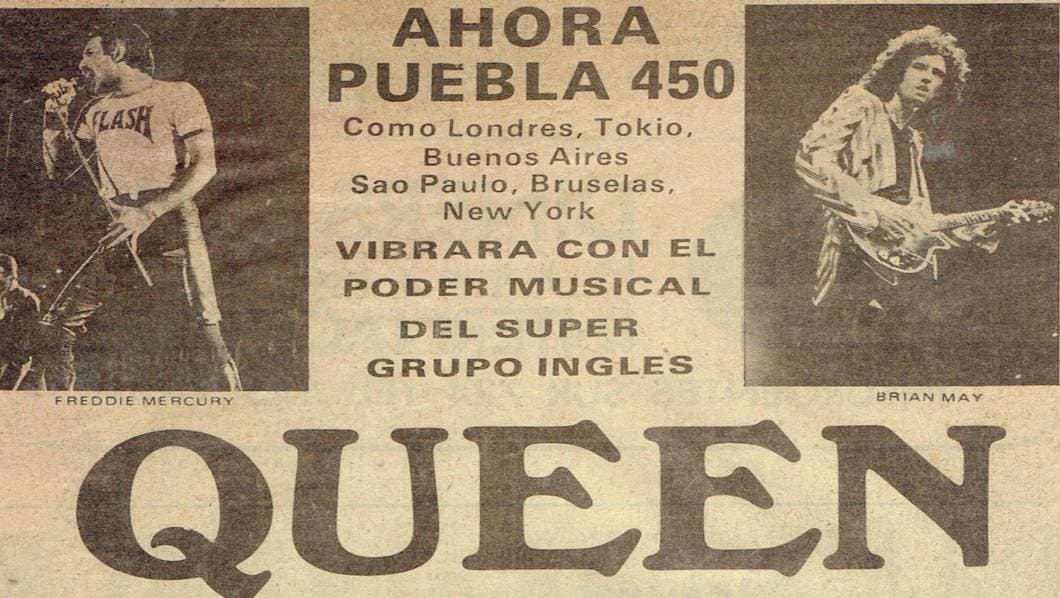 FLASH
AHORA
PUEBLA 450
Como Londres, Tokio,
Buenos Aires
Sao Paulo, Bruselas,
New York
VIBRARA CON EL
PODER MUSICAL
DEL SUPER
GRUPO INGLES
FREDDIE MERCURY
BRIAN MAY
QUEEN